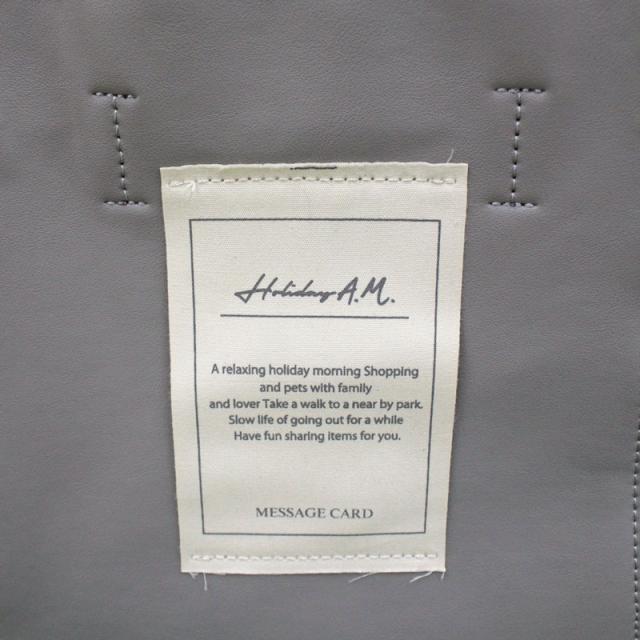 Holiday A.M.
A relaxing holiday morning Shopping
and pets with family
and lover Take a walk to a near by park.
Slow life of going out for a while
Have fun sharing items for you.
MESSAGE CARD